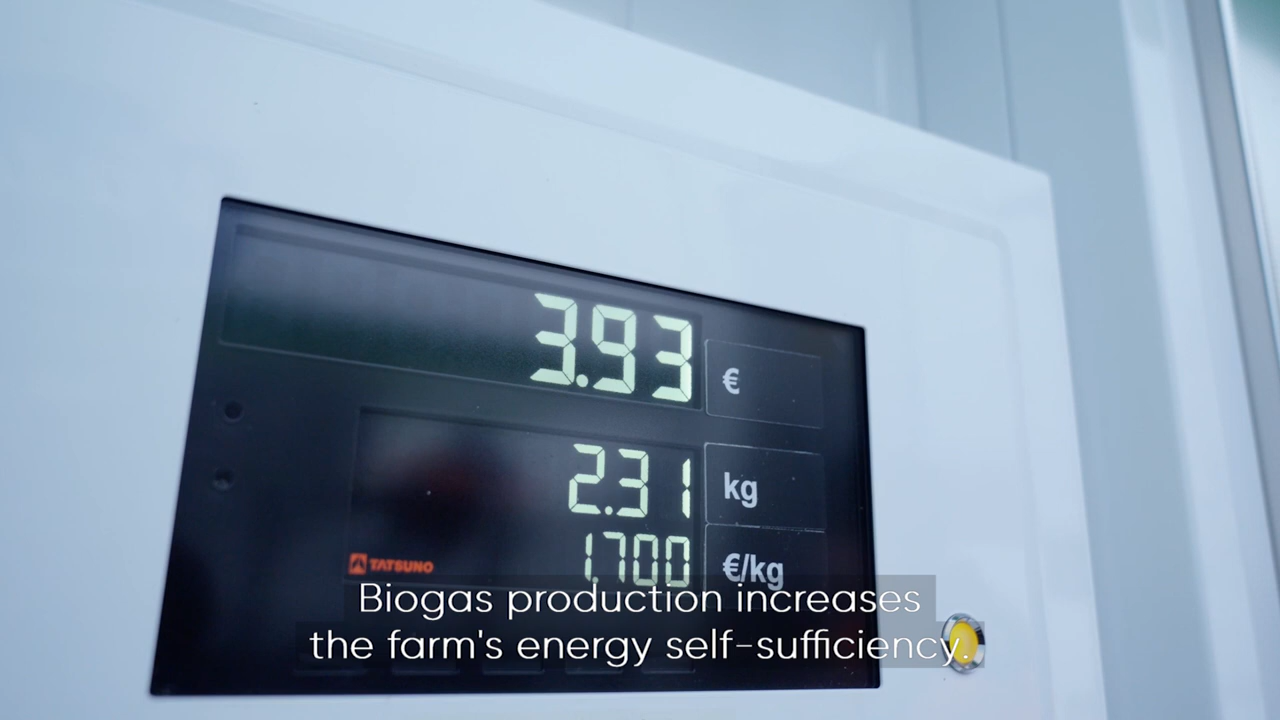 3.93 €
2.31 kg
1.700 €/kg
TATSUNO
Biogas production increases
the farm's energy self-sufficiency.